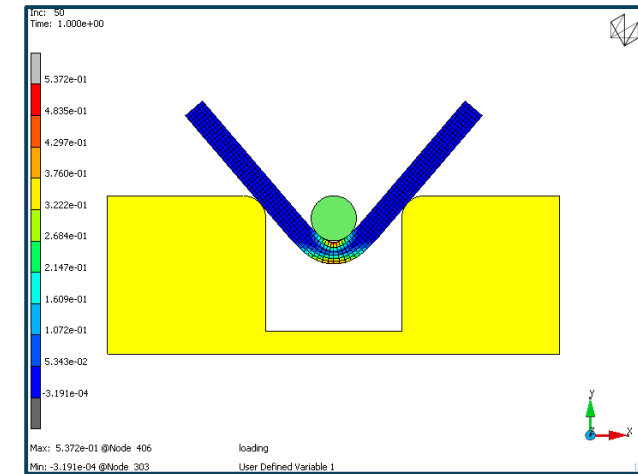 Inc: 50
Time: 1.000e+00
5.372e-01
4.835e-01
4.297e-01
3.760e-01
3.222e-01
2.684e-01
2.147e-01
1.609e-01
1.072e-01
5.343e-02
-3.191e-04
y
z x
Max: 5.372e-01 @Node 406 loading
Min: -3.191e-04 @Node 303 User Defined Variable 1
1